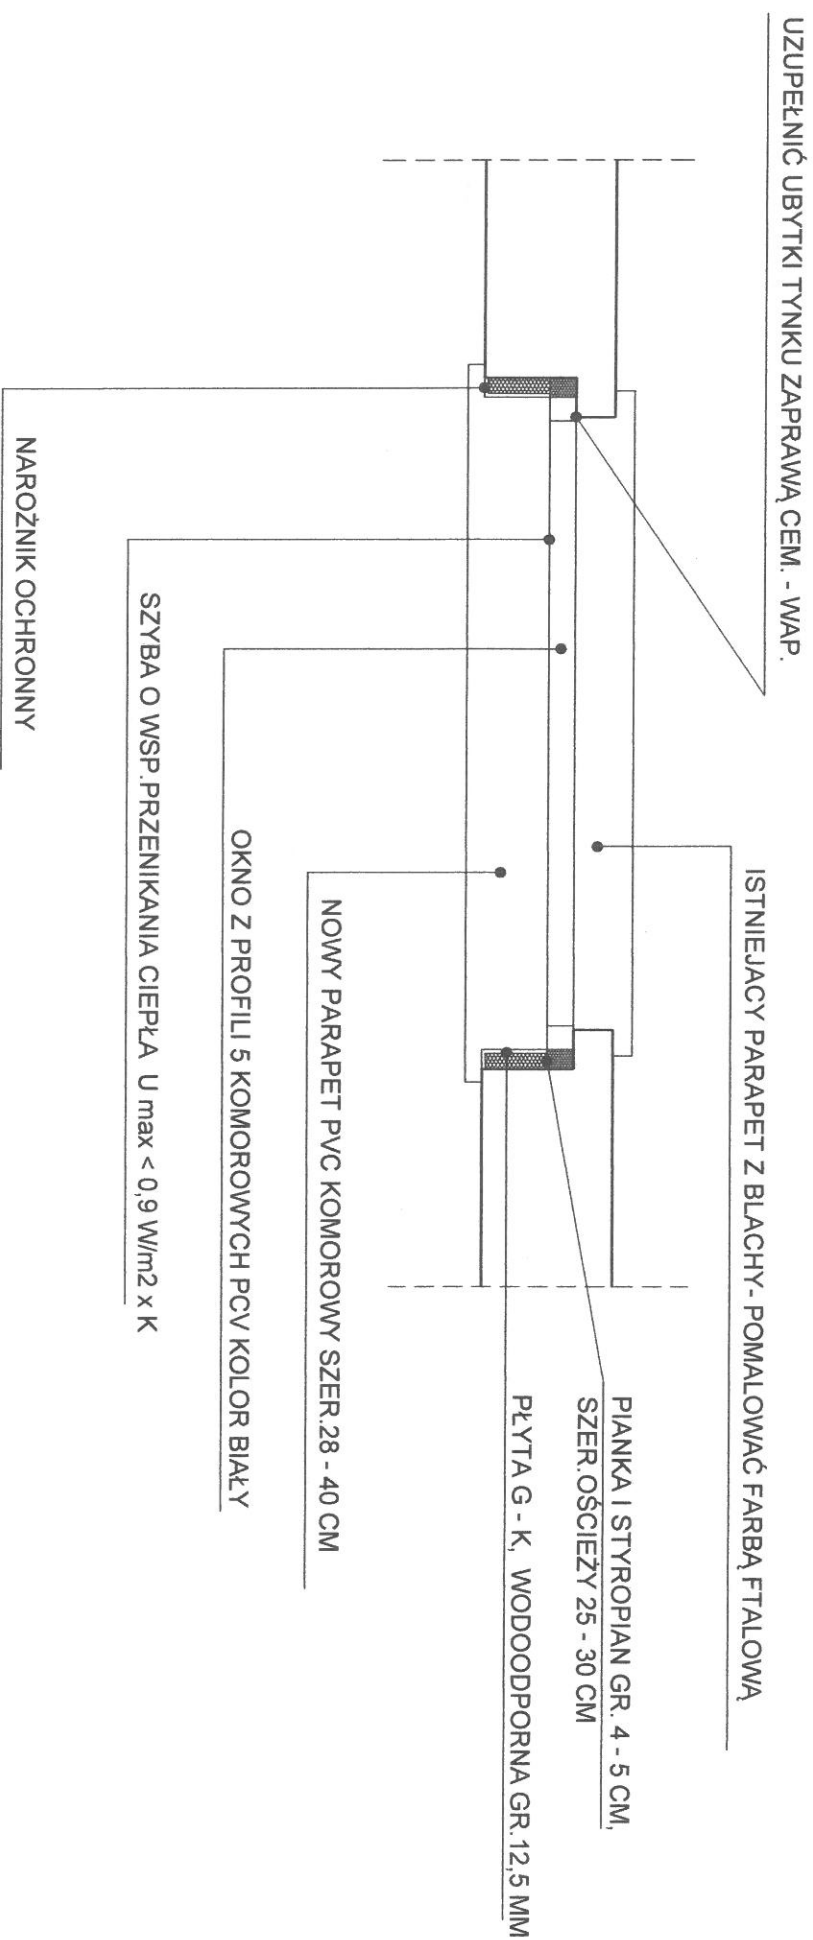 UZUPEŁNIĆ UBYTKI TYNKU ZAPRAWĄ CEM. - WAP.
ISTNIEJACY PARAPET Z BLACHY- POMALOWAĆ FARBĄ FTALOWĄ
PIANKA I STYROPIAN GR. 4 - 5 CM,
SZER.OŚCIEŻY 25 - 30 CM
PŁYTA G - K, WODOODPORNA GR.12,5 MM
NOWY PARAPET PVC KOMOROWY SZER.28 - 40 CM
OKNO Z PROFILI 5 KOMOROWYCH PCV KOLOR BIAŁY
SZYBA O WSP.PRZENIKANIA CIEPŁA U max < 0,9 W/m2 x K
NAROŻNIK OCHRONNY